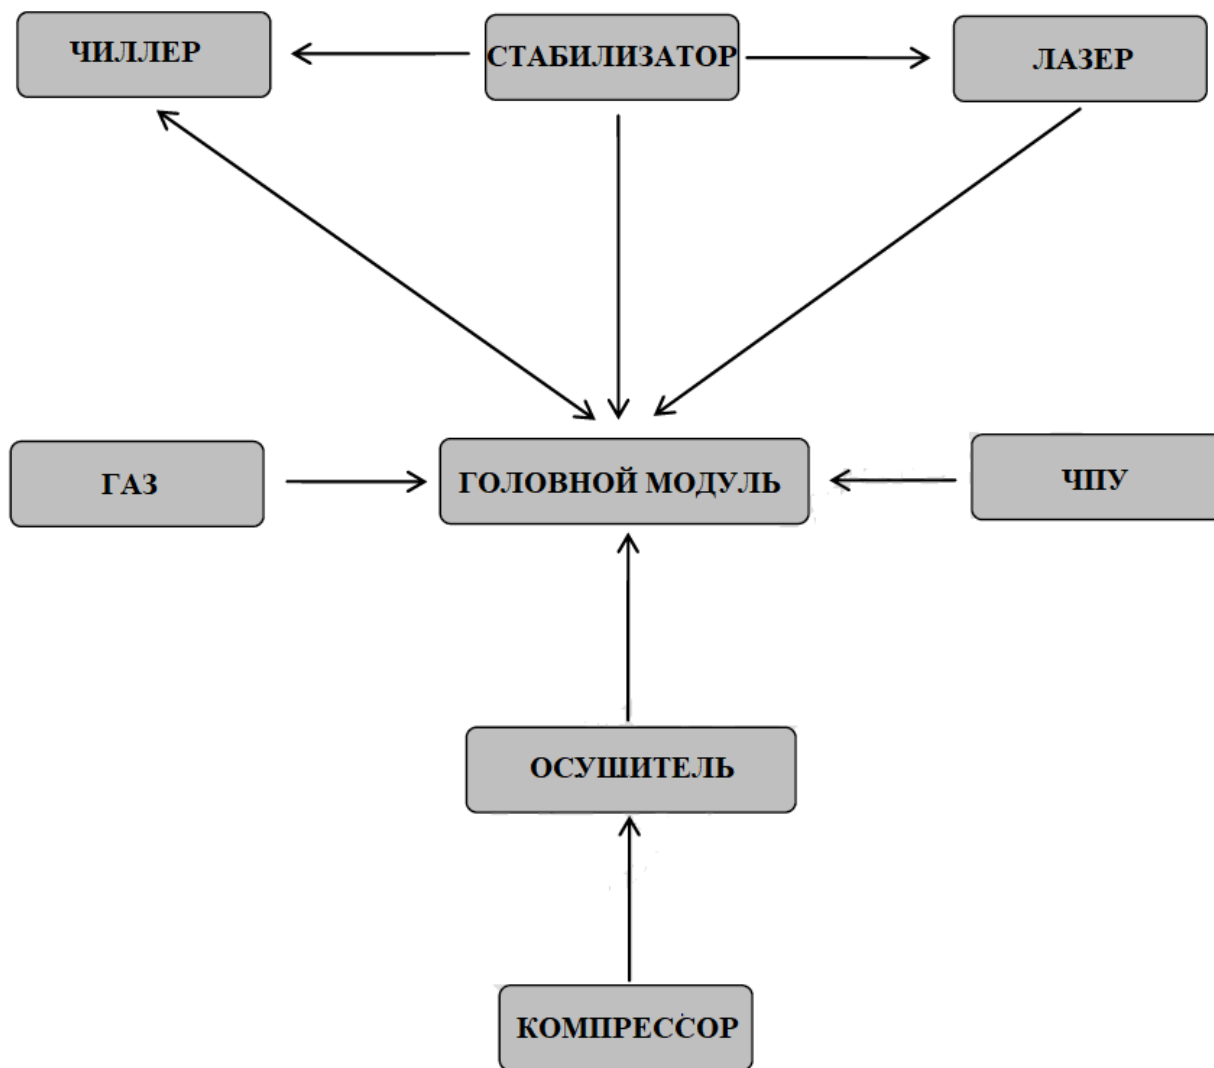 ЧИЛЛЕР
СТАБИЛИЗАТОР
ЛАЗЕР
ГАЗ
ГОЛОВНОЙ МОДУЛЬ
ЧПУ
ОСУШИТЕЛЬ
КОМПРЕССОР